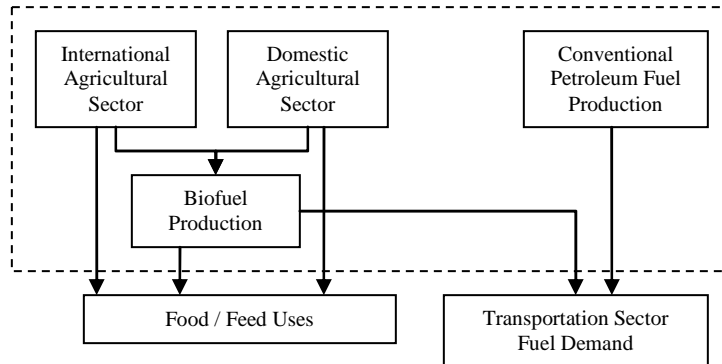 International
Agricultural
Sector
Domestic
Agricultural
Sector
Conventional
Petroleum Fuel
Production
Biofuel
Production
Food / Feed Uses
Transportation Sector
Fuel Demand